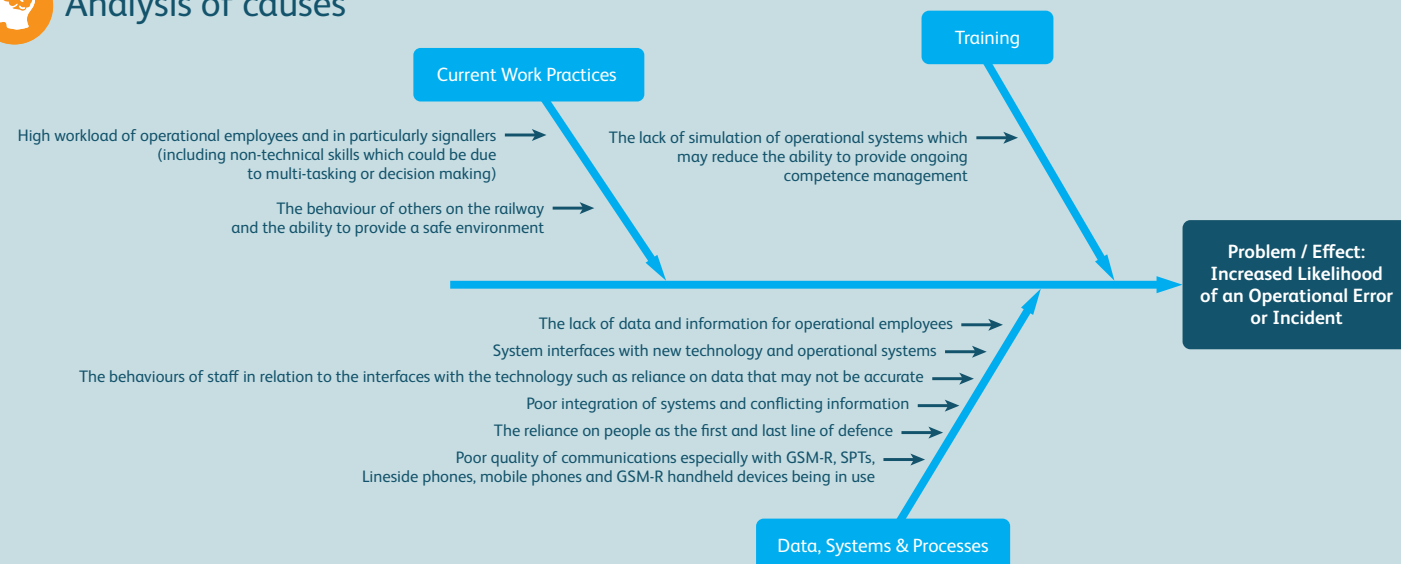 Analysis of causes
Training
Current Work Practices
High workload of operational employees and in particularly signallers
(including non-technical skills which could be due
to multi-tasking or decision making)
The behaviour of others on the railway
and the ability to provide a safe environment
The lack of simulation of operational systems which
may reduce the ability to provide ongoing
competence management
Problem / Effect:
Increased Likelihood
of an Operational Error
or Incident
The lack of data and information for operational employees
System interfaces with new technology and operational systems
The behaviours of staff in relation to the interfaces with the technology such as reliance on data that may not be accurate
Poor integration of systems and conflicting information
The reliance on people as the first and last line of defence
Poor quality of communications especially with GSM-R, SPTs,
Lineside phones, mobile phones and GSM-R handheld devices being in use
Data, Systems & Processes